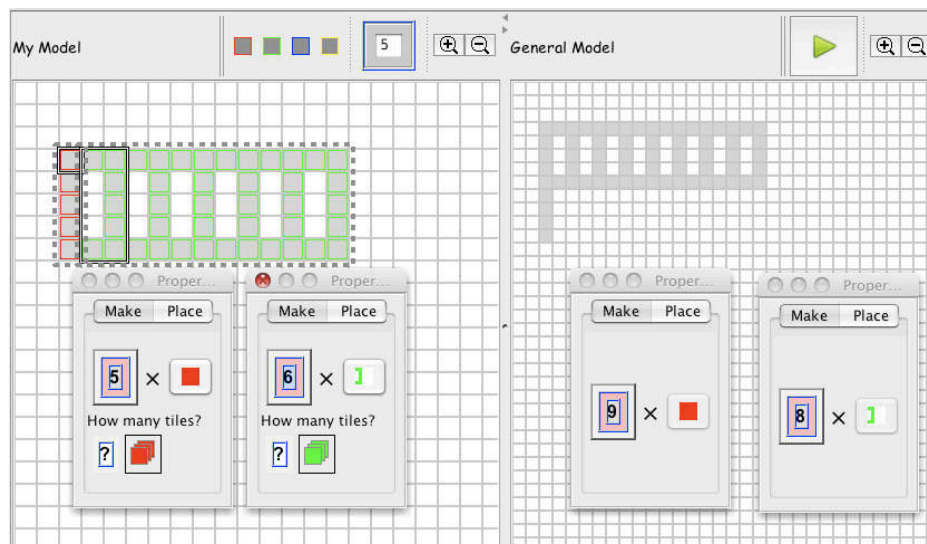 My Model
5
General Model
Proper...
Make Place
5 ×
How many tiles?
?
Proper...
Make Place
6 ×
How many tiles?
?
Proper...
Make Place
9 ×
Proper...
Make Place
8 ×